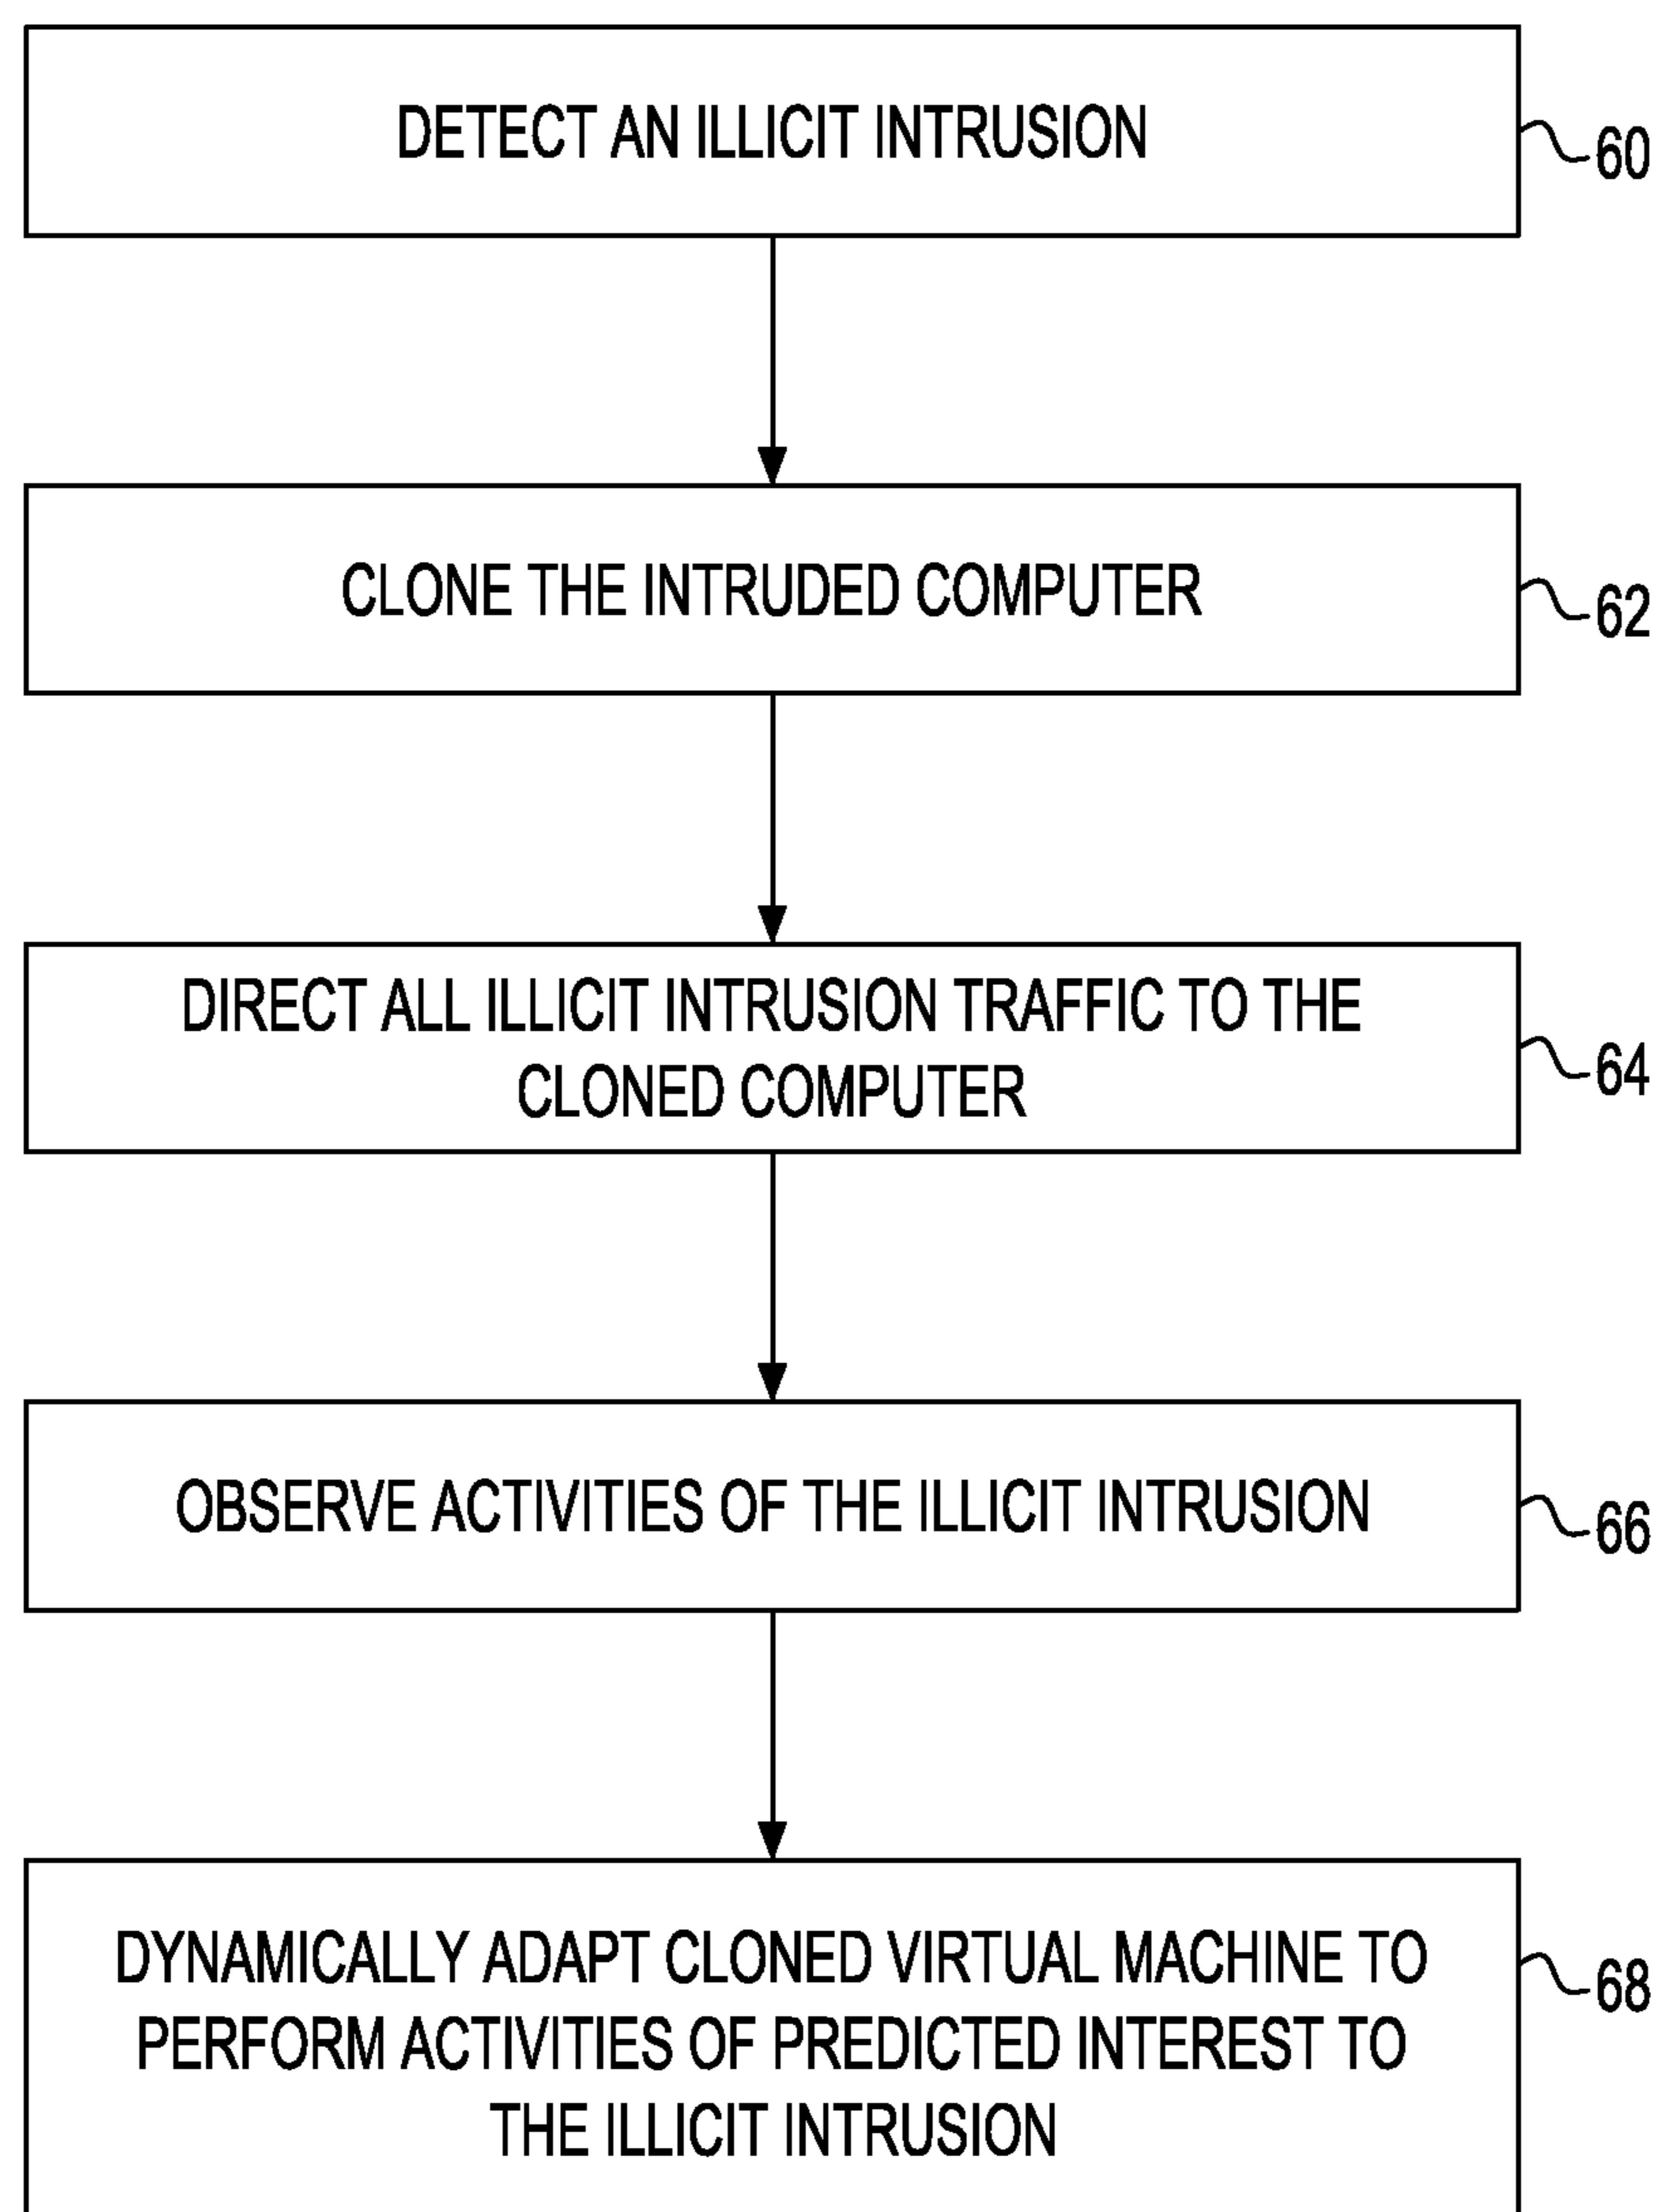 DETECT AN ILLICIT INTRUSION
60
CLONE THE INTRUDED COMPUTER
62
DIRECT ALL ILLICIT INTRUSION TRAFFIC TO THE
CLONED COMPUTER
64
OBSERVE ACTIVITIES OF THE ILLICIT INTRUSION
66
DYNAMICALLY ADAPT CLONED VIRTUAL MACHINE TO
PERFORM ACTIVITIES OF PREDICTED INTEREST TO
THE ILLICIT INTRUSION
68